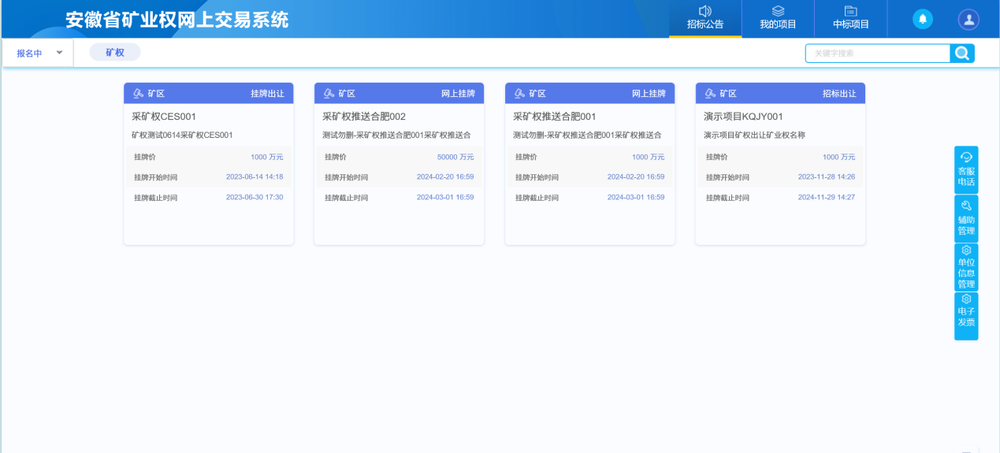 安徽省矿业权网上交易系统
招标公告
我的项目
中标项目
报名中
矿权
关键字搜索
矿区 挂牌出让
采矿权CES001
矿权测试0614采矿权CES001
挂牌价 1000 万元
挂牌开始时间 2023-06-14 14:18
挂牌截止时间 2023-06-30 17:30
矿区 网上挂牌
采矿权推送合肥002
测试勿删-采矿权推送合肥001采矿权推送合
挂牌价 50000 万元
挂牌开始时间 2024-02-20 16:59
挂牌截止时间 2024-03-01 16:59
矿区 网上挂牌
采矿权推送合肥001
测试勿删-采矿权推送合肥001采矿权推送合
挂牌价 1000 万元
挂牌开始时间 2024-02-20 16:59
挂牌截止时间 2024-03-01 16:59
矿区 招标出让
演示项目KQJY001
演示项目矿权出让矿业权名称
挂牌价 1000 万元
挂牌开始时间 2023-11-28 14:26
挂牌截止时间 2024-11-29 14:27
客服
电话
辅助
管理
单位
信息
管理
电子
发票